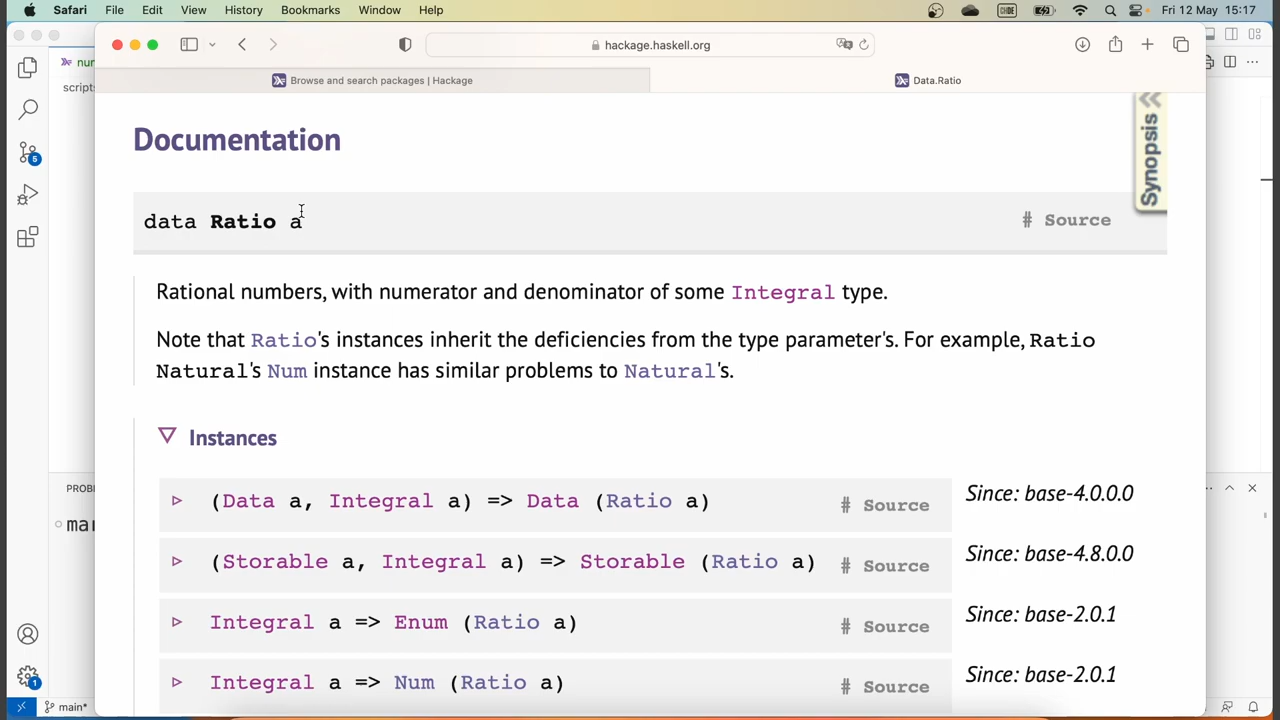 Safari File Edit View History Bookmarks Window Help
Fri 12 May 15:17
hackage.haskell.org
Browse and search packages | Hackage
Data.Ratio
scripts
Documentation
Synopsis
data Ratio a
# Source
Rational numbers, with numerator and denominator of some Integral type.
Note that Ratio's instances inherit the deficiencies from the type parameter's. For example, Ratio
Natural's Num instance has similar problems to Natural's.
Instances
(Data a, Integral a) => Data (Ratio a) # Source Since: base-4.0.0.0
(Storable a, Integral a) => Storable (Ratio a) # Source Since: base-4.8.0.0
Integral a => Enum (Ratio a) # Source Since: base-2.0.1
Integral a => Num (Ratio a) # Source Since: base-2.0.1
5
1
main*